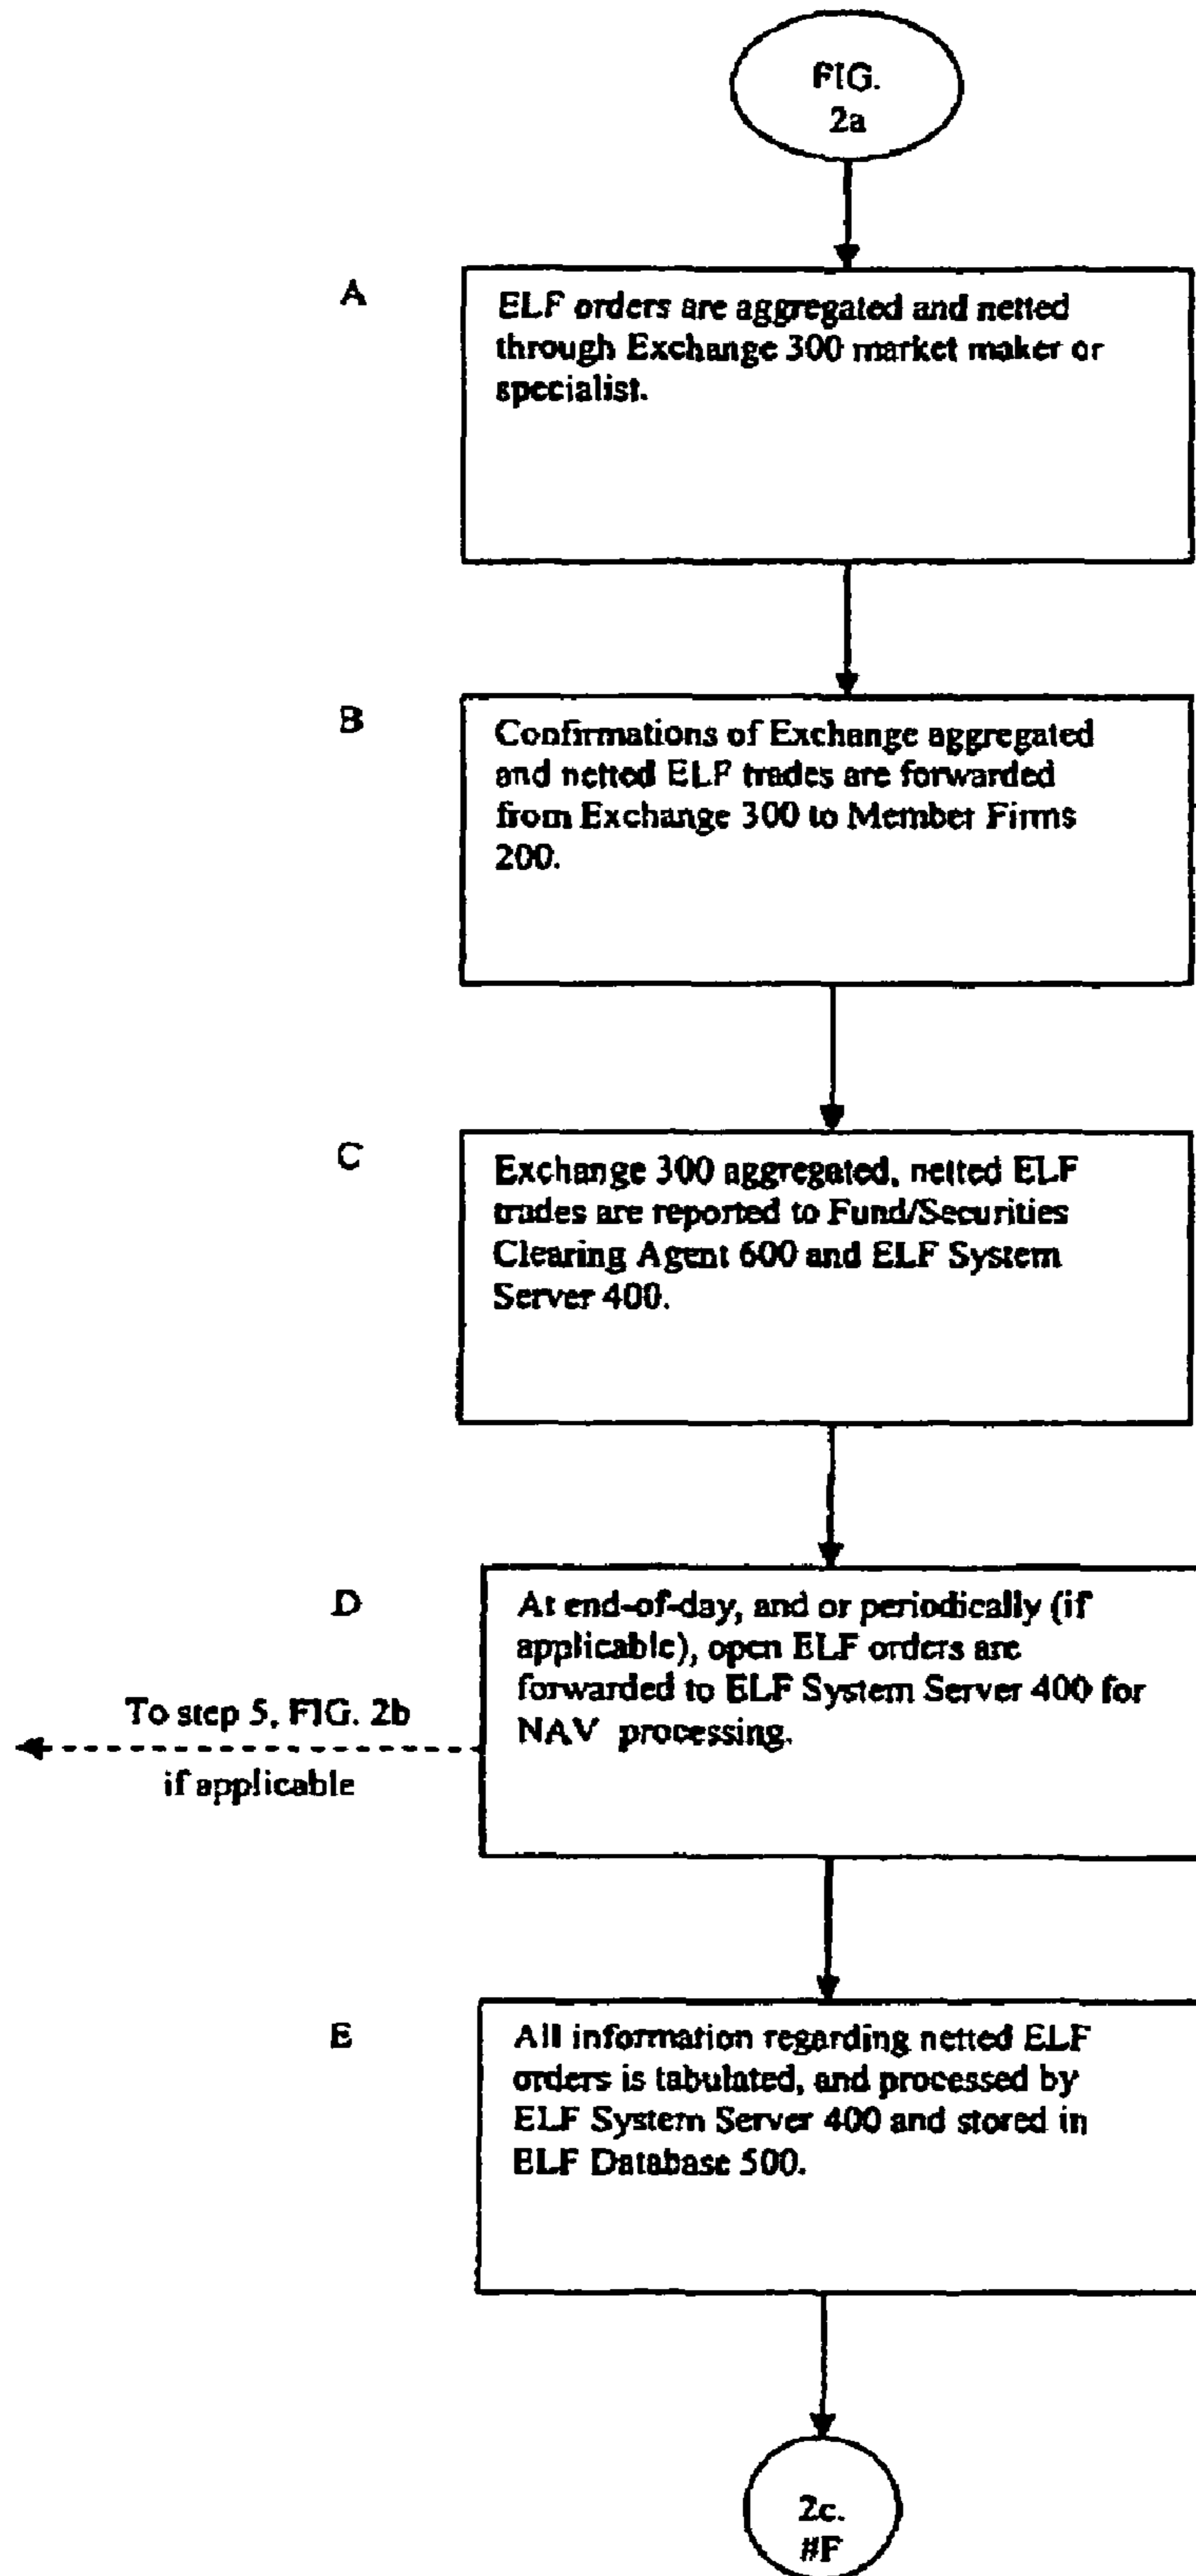 FIG.
2a
A
ELF orders are aggregated and netted
through Exchange 300 market maker or
specialist.
B
Confirmations of Exchange aggregated
and netted ELF trades are forwarded
from Exchange 300 to Member Firms
200.
C
Exchange 300 aggregated, netted ELF
trades are reported to Fund/Securities
Clearing Agent 600 and ELF System
Server 400.
D
At end-of-day, and or periodically (if
applicable), open ELF orders are
forwarded to ELF System Server 400 for
NAV processing.
To step 5, FIG. 2b
if applicable
E
All information regarding netted ELF
orders is tabulated, and processed by
ELF System Server 400 and stored in
ELF Database 500.
2c.
#F